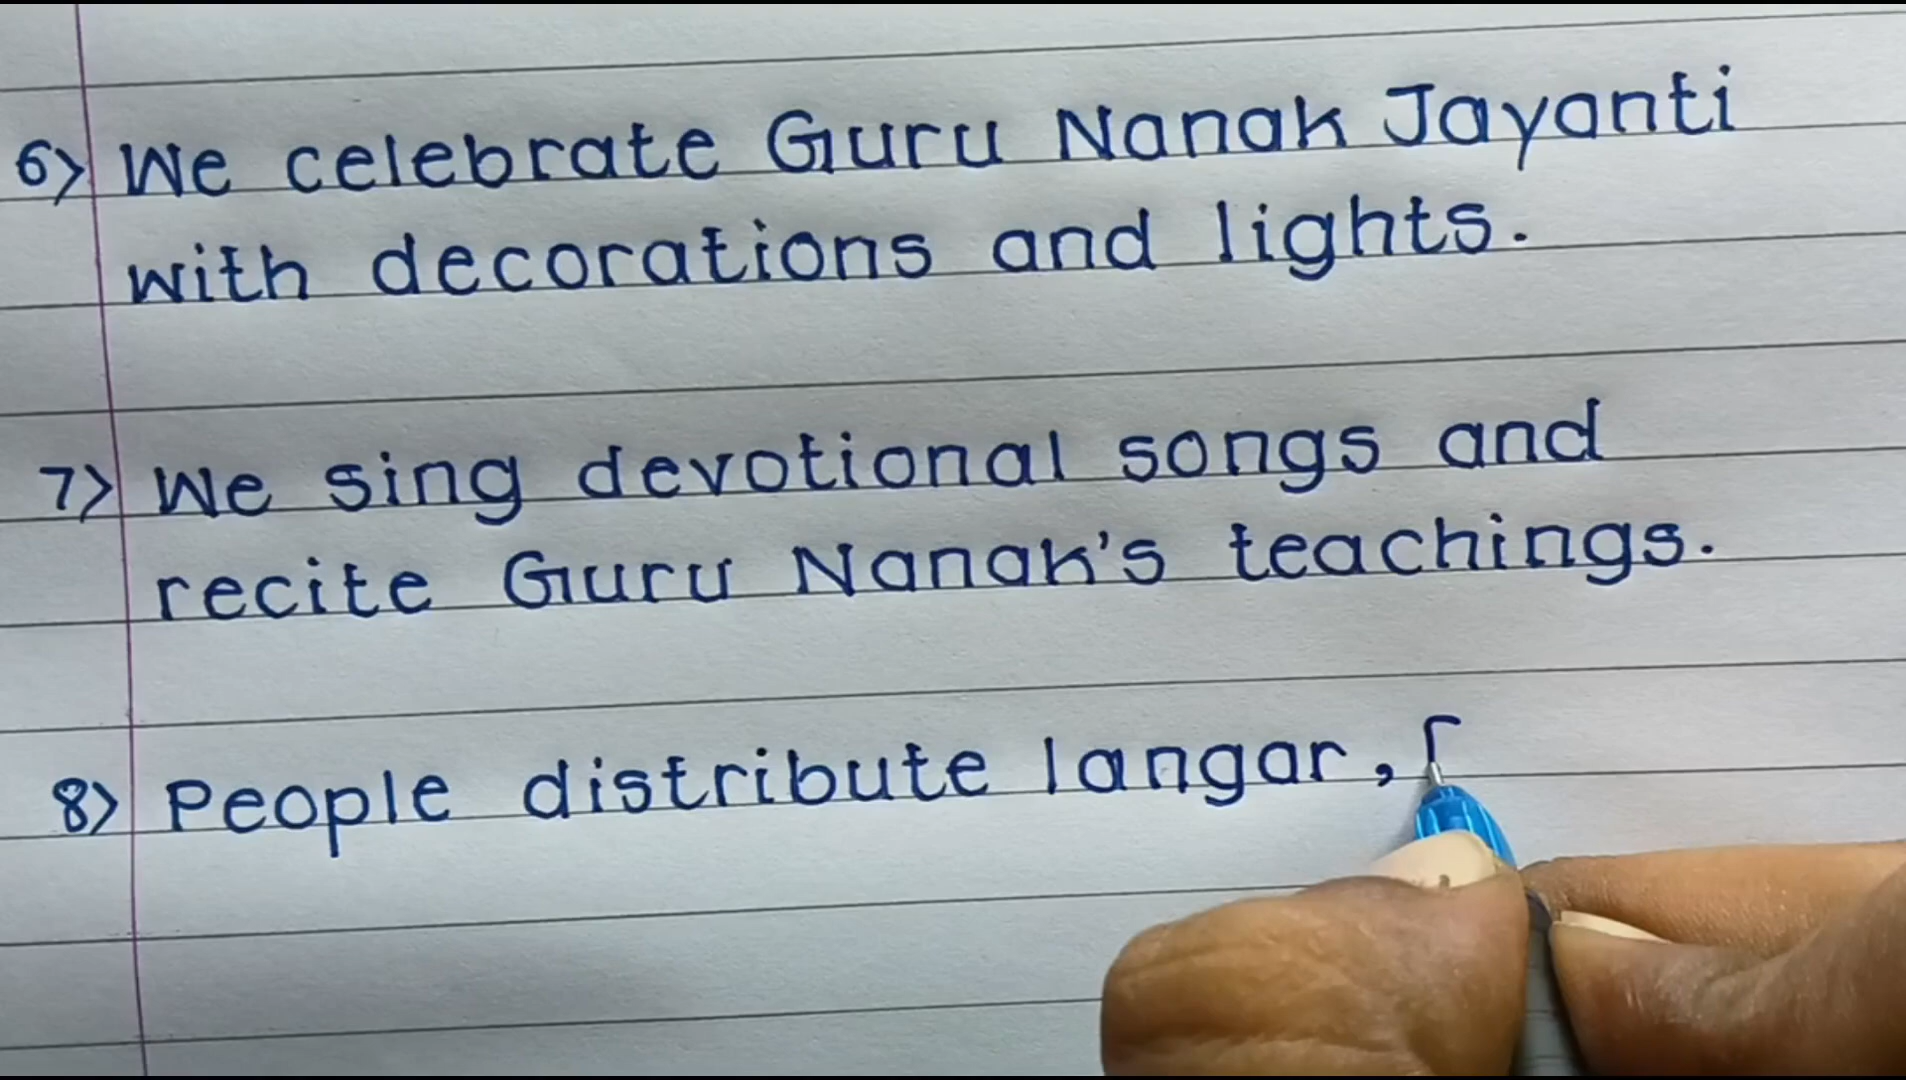 6) We celebrate Guru Nanak Jayanti
with decorations and lights.
7) We sing devotional songs and
recite Guru Nanak's teachings.
8) People distribute langar,